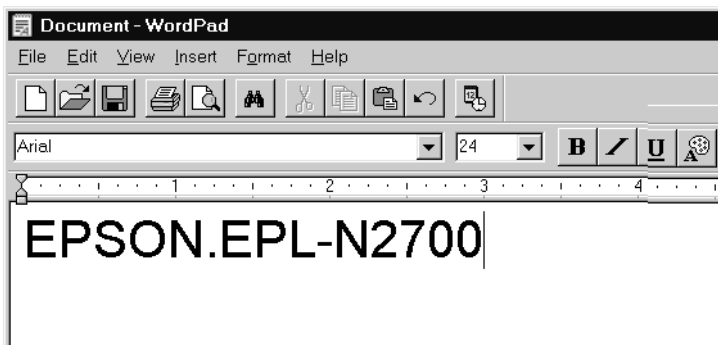 Document - WordPad
File Edit View Insert Format Help
Arial 24 B I U A
1 2 3 4
EPSON.EPL-N2700